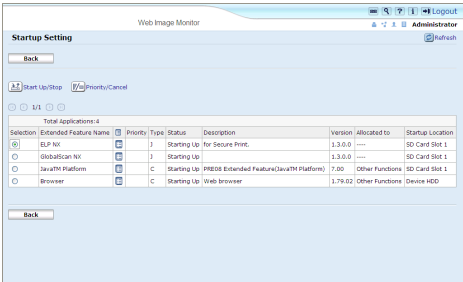 Logout
Web Image Monitor
Administrator
Startup Setting
Refresh
Back
Start Up/Stop Priority/Cancel
1/1
Total Applications:4
Selection Extended Feature Name Priority Type Status Description Version Allocated to Startup Location
ELP NX J Starting Up for Secure Print. 1.3.0.0 ---- SD Card Slot 1
GlobalScan NX J Starting Up 1.3.0.0 ---- SD Card Slot 1
JavaTM Platform C Starting Up PRE08 Extended Feature(JavaTM Platform) 7.00 Other Functions SD Card Slot 1
Browser C Starting Up Web browser 1.79.02 Other Functions Device HDD
Back